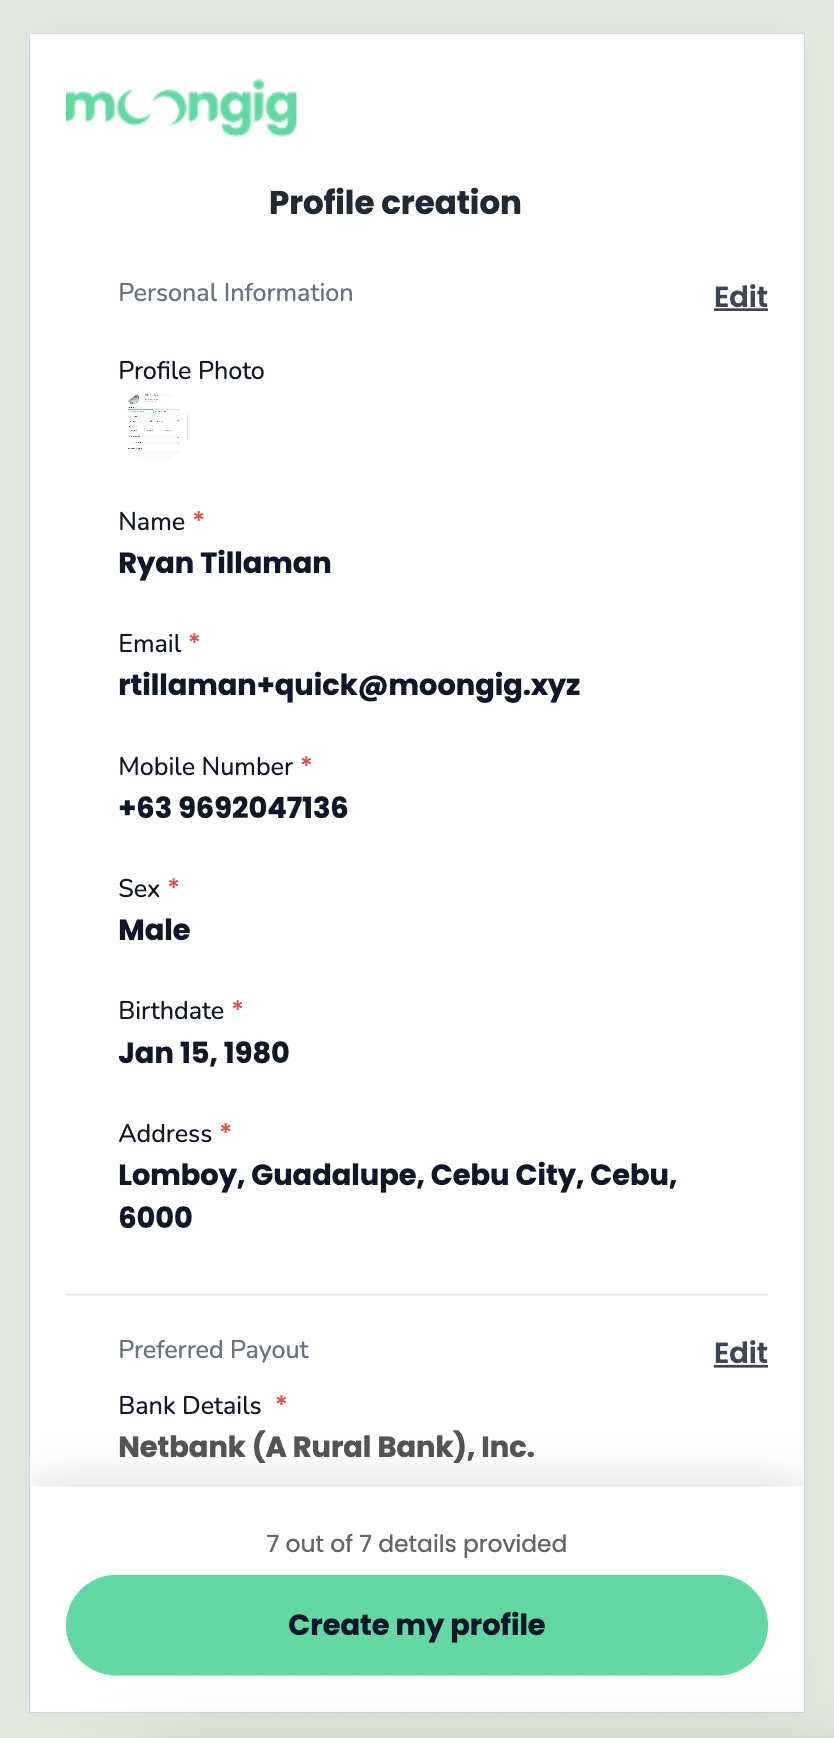 moongig
Profile creation
Personal Information
Edit
Profile Photo
Name *
Ryan Tillaman
Email *
rtillaman+quick@moongig.xyz
Mobile Number *
+63 9692047136
Sex *
Male
Birthdate *
Jan 15, 1980
Address *
Lomboy, Guadalupe, Cebu City, Cebu,
6000
Preferred Payout
Edit
Bank Details *
Netbank (A Rural Bank), Inc.
7 out of 7 details provided
Create my profile